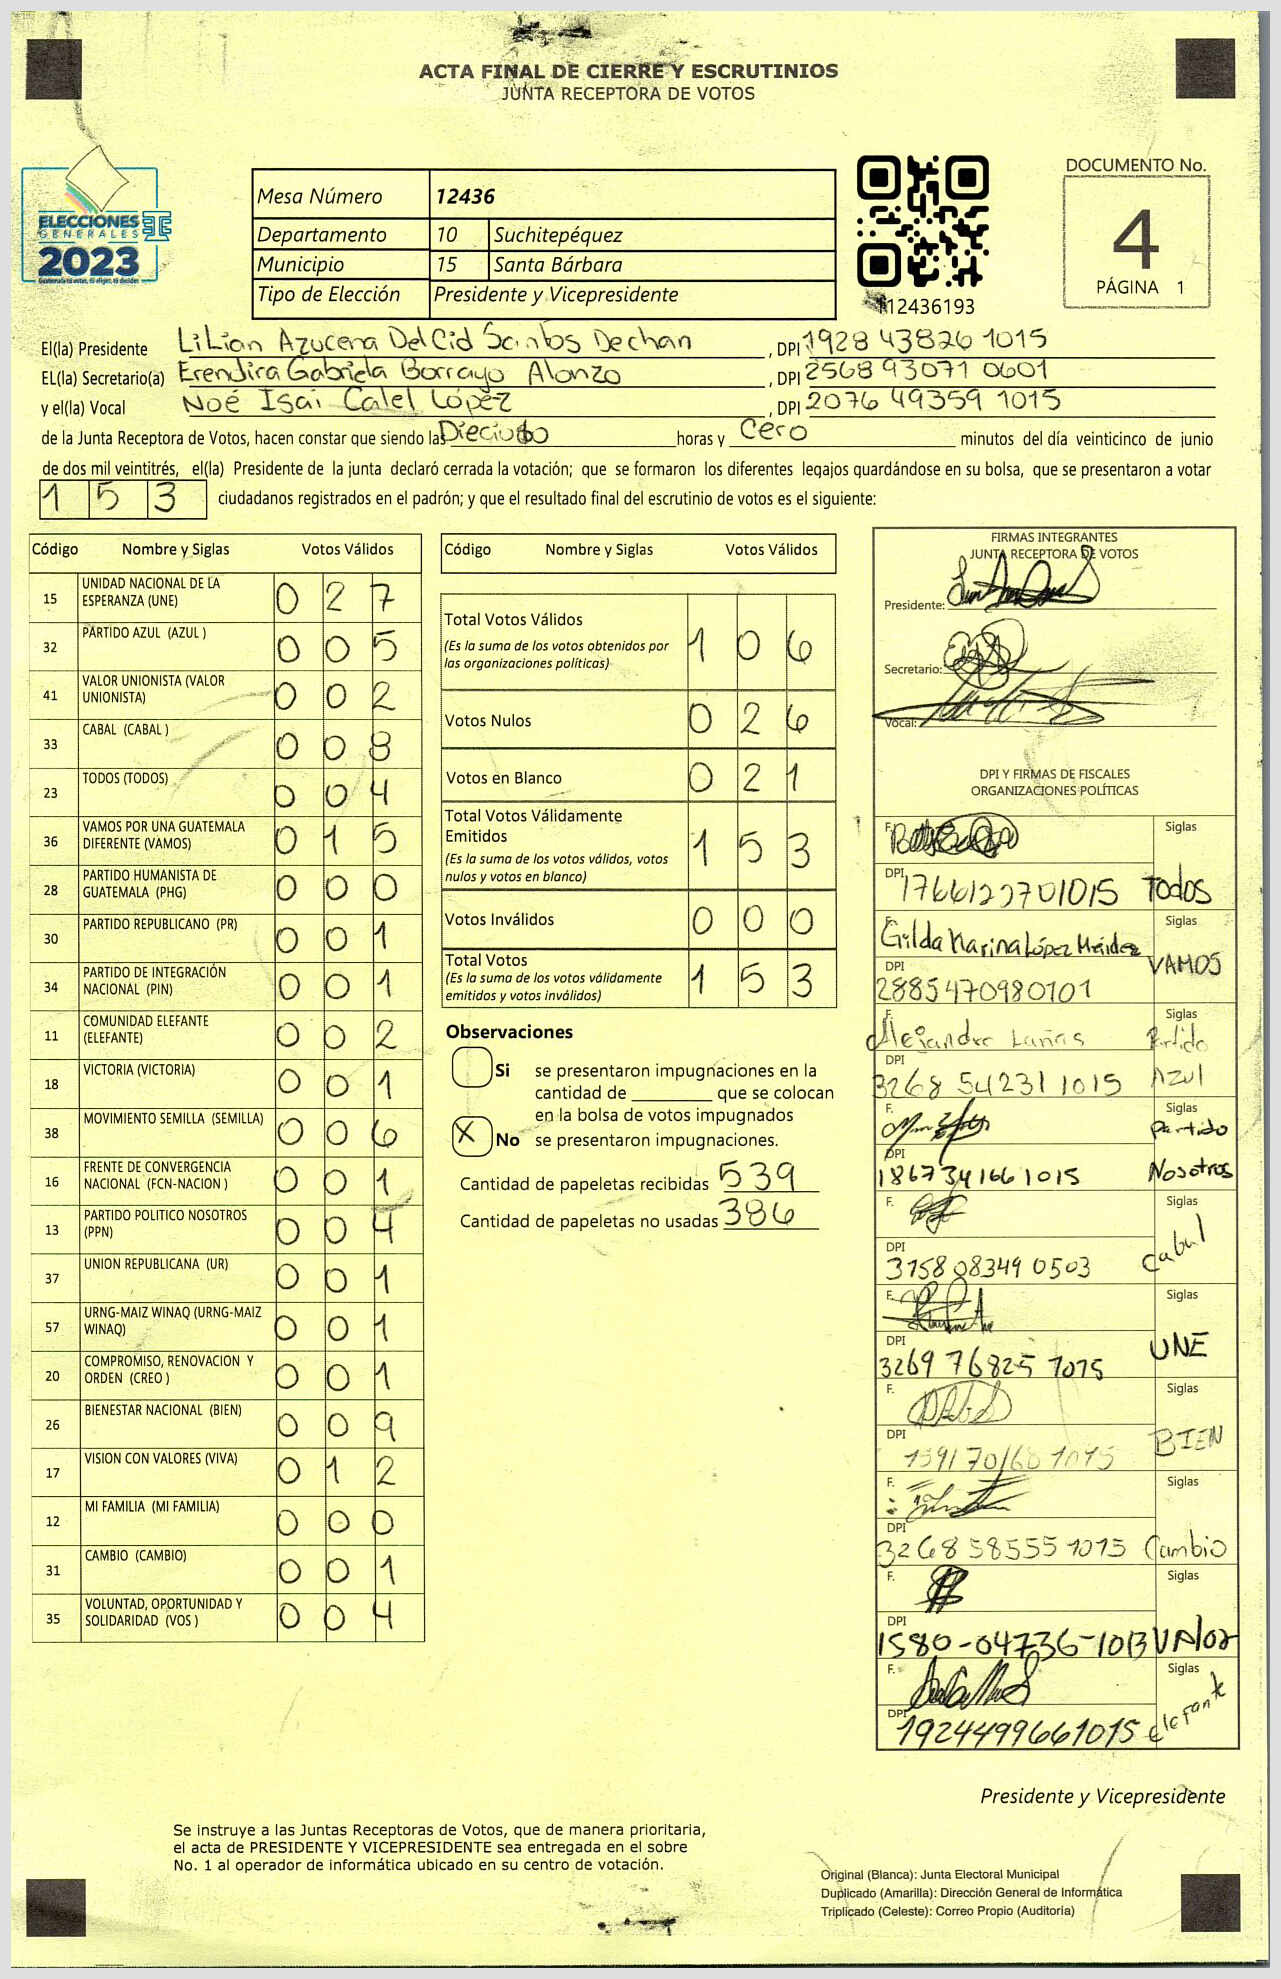 ACTA FINAL DE CIERRE Y ESCRUTINIOS
JUNTA RECEPTORA DE VOTOS
ELECCIONES
GENERALES
2023
Mesa Número 12436
Departamento 10 Suchitepéquez
Municipio 15 Santa Bárbara
Tipo de Elección Presidente y Vicepresidente
112436193
DOCUMENTO No.
4
PÁGINA 1
El(la) Presidente LiLian Azucena DelCid Santos Dechan, DPI 1928 43826 1015
EL(la) Secretario(a) Erendira Gabriela Borrayo Alonzo, DPI 2568 93071 0601
y el(la) Vocal Noé Isai Calel López, DPI 2076 49359 1015
de la Junta Receptora de Votos, hacen constar que siendo las Dieciocho horas y Cero minutos del día veinticinco de junio
de dos mil veintitrés, el(la) Presidente de la junta declaró cerrada la votación; que se formaron los diferentes legajos quardándose en su bolsa, que se presentaron a votar
1 5 3 ciudadanos registrados en el padrón; y que el resultado final del escrutinio de votos es el siguiente:
Código Nombre y Siglas Votos Válidos
15 UNIDAD NACIONAL DE LA ESPERANZA (UNE) 0 2 7
32 PARTIDO AZUL (AZUL ) 0 0 5
41 VALOR UNIONISTA (VALOR UNIONISTA) 0 0 2
33 CABAL (CABAL ) 0 0 8
23 TODOS (TODOS) 0 0 4
36 VAMOS POR UNA GUATEMALA DIFERENTE (VAMOS) 0 1 5
28 PARTIDO HUMANISTA DE GUATEMALA (PHG) 0 0 0
30 PARTIDO REPUBLICANO (PR) 0 0 1
34 PARTIDO DE INTEGRACIÓN NACIONAL (PIN) 0 0 1
11 COMUNIDAD ELEFANTE (ELEFANTE) 0 0 2
18 VICTORIA (VICTORIA) 0 0 1
38 MOVIMIENTO SEMILLA (SEMILLA) 0 0 6
16 FRENTE DE CONVERGENCIA NACIONAL (FCN-NACION ) 0 0 1
13 PARTIDO POLITICO NOSOTROS (PPN) 0 0 4
37 UNION REPUBLICANA (UR) 0 0 1
57 URNG-MAIZ WINAQ (URNG-MAIZ WINAQ) 0 0 1
20 COMPROMISO, RENOVACION Y ORDEN (CREO ) 0 0 1
26 BIENESTAR NACIONAL (BIEN) 0 0 9
17 VISION CON VALORES (VIVA) 0 1 2
12 MI FAMILIA (MI FAMILIA) 0 0 0
31 CAMBIO (CAMBIO) 0 0 1
35 VOLUNTAD, OPORTUNIDAD Y SOLIDARIDAD (VOS ) 0 0 4
Código Nombre y Siglas Votos Válidos
Total Votos Válidos 1 0 6
(Es la suma de los votos obtenidos por las organizaciones políticas)
Votos Nulos 0 2 6
Votos en Blanco 0 2 1
Total Votos Válidamente Emitidos 1 5 3
(Es la suma de los votos válidos, votos nulos y votos en blanco)
Votos Inválidos 0 0 0
Total Votos 1 5 3
(Es la suma de los votos válidamente emitidos y votos inválidos)
Observaciones
Si se presentaron impugnaciones en la
cantidad de ________ que se colocan
en la bolsa de votos impugnados
X No se presentaron impugnaciones.
Cantidad de papeletas recibidas 539
Cantidad de papeletas no usadas 386
FIRMAS INTEGRANTES
JUNTA RECEPTORA DE VOTOS
Presidente:
Secretario:
Vocal:
DPI Y FIRMAS DE FISCALES
ORGANIZACIONES POLÍTICAS
F. Siglas
DPI 1766123701015 Todos
F. Gilda Karina López Méndez Siglas
DPI 2885470980101 VAMOS
F. Alejandro Siglas Partido
DPI 3268 54231 1015 Azul
F. Siglas Partido
DPI 1867341661015 Nosotros
F. Siglas
DPI 3158 08349 0503 Cabal
F. Siglas
DPI 3269 76825 1015 UNE
F. Siglas
DPI BIEN
F. Siglas
DPI 3268 58555 1015 Cambio
F. Siglas
DPI 1580-04736-1013 VAlor
F. Siglas
DPI 1924499661015 elefante
Presidente y Vicepresidente
Se instruye a las Juntas Receptoras de Votos, que de manera prioritaria,
el acta de PRESIDENTE Y VICEPRESIDENTE sea entregada en el sobre
No. 1 al operador de informática ubicado en su centro de votación.
Original (Blanca): Junta Electoral Municipal
Duplicado (Amarilla): Dirección General de Informática
Triplicado (Celeste): Correo Propio (Auditoría)